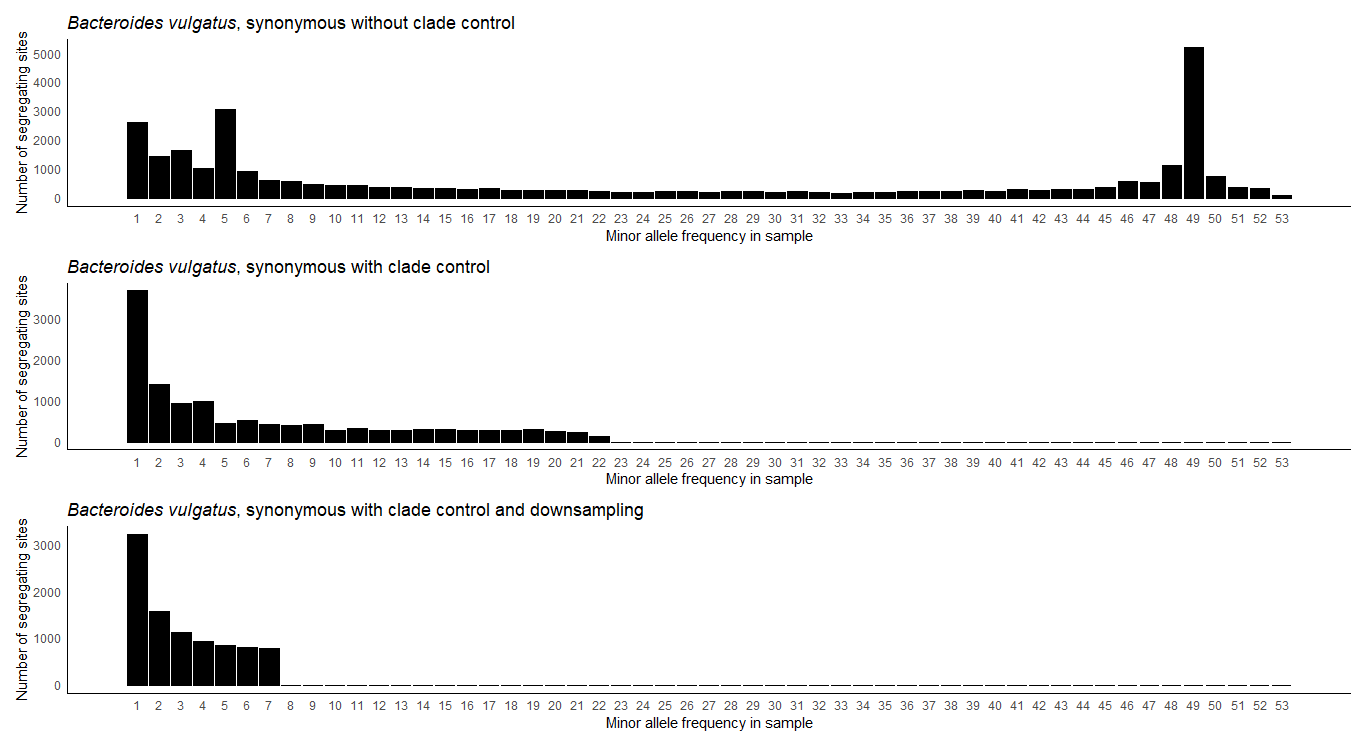 Bacteroides vulgatus, synonymous without clade control
Number of segregating sites
5000
4000
3000
2000
1000
0
1 2 3 4 5 6 7 8 9 10 11 12 13 14 15 16 17 18 19 20 21 22 23 24 25 26 27 28 29 30 31 32 33 34 35 36 37 38 39 40 41 42 43 44 45 46 47 48 49 50 51 52 53
Minor allele frequency in sample
Bacteroides vulgatus, synonymous with clade control
Number of segregating sites
3000
2000
1000
0
1 2 3 4 5 6 7 8 9 10 11 12 13 14 15 16 17 18 19 20 21 22 23 24 25 26 27 28 29 30 31 32 33 34 35 36 37 38 39 40 41 42 43 44 45 46 47 48 49 50 51 52 53
Minor allele frequency in sample
Bacteroides vulgatus, synonymous with clade control and downsampling
Number of segregating sites
3000
2000
1000
0
1 2 3 4 5 6 7 8 9 10 11 12 13 14 15 16 17 18 19 20 21 22 23 24 25 26 27 28 29 30 31 32 33 34 35 36 37 38 39 40 41 42 43 44 45 46 47 48 49 50 51 52 53
Minor allele frequency in sample